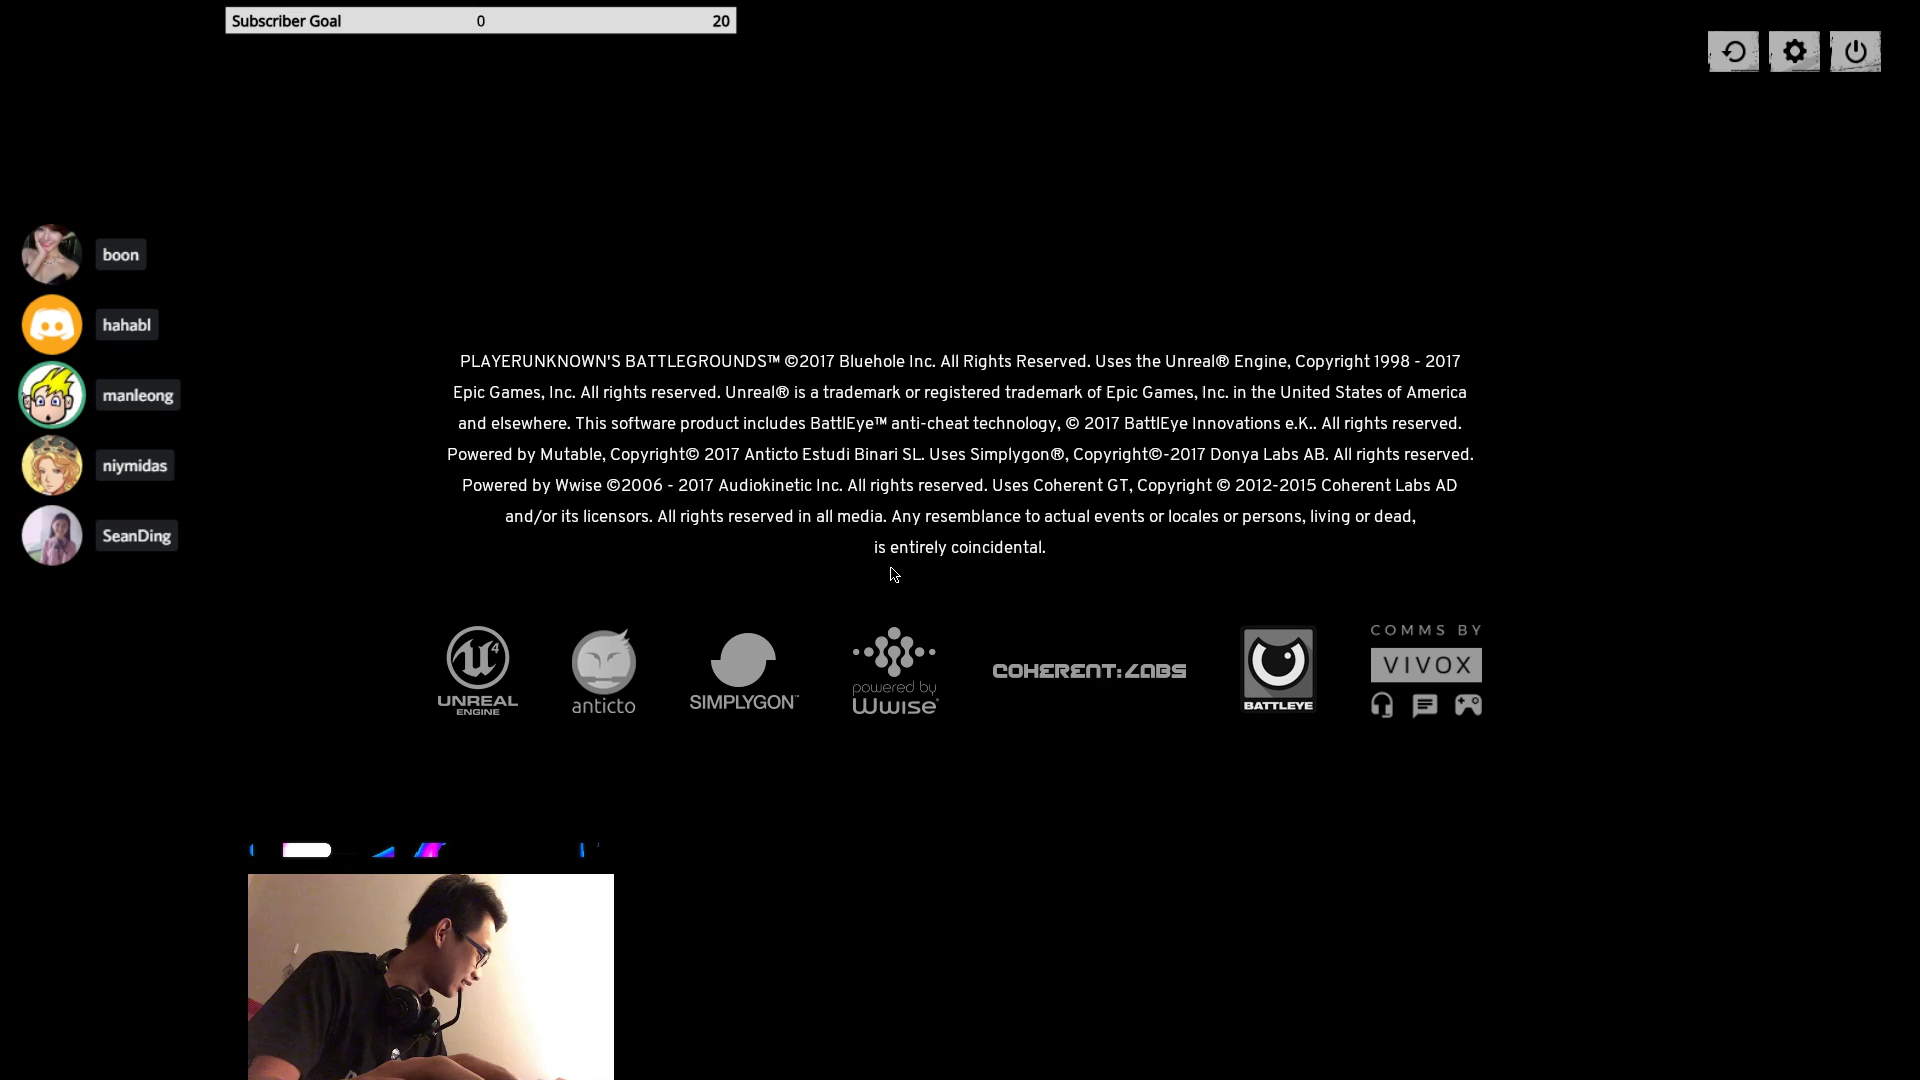 Subscriber Goal 0 20
boon
hahabl
manleong
niymidas
SeanDing
PLAYERUNKNOWN'S BATTLEGROUNDS™ ©2017 Bluehole Inc. All Rights Reserved. Uses the Unreal® Engine, Copyright 1998 - 2017
Epic Games, Inc. All rights reserved. Unreal® is a trademark or registered trademark of Epic Games, Inc. in the United States of America
and elsewhere. This software product includes BattlEye™ anti-cheat technology, © 2017 BattlEye Innovations e.K.. All rights reserved.
Powered by Mutable, Copyright© 2017 Anticto Estudi Binari SL. Uses Simplygon®, Copyright©-2017 Donya Labs AB. All rights reserved.
Powered by Wwise ©2006 - 2017 Audiokinetic Inc. All rights reserved. Uses Coherent GT, Copyright © 2012-2015 Coherent Labs AD
and/or its licensors. All rights reserved in all media. Any resemblance to actual events or locales or persons, living or dead,
is entirely coincidental.
4
UNREAL
ENGINE
anticto
SIMPLYGON™
powered by
Wwise®
COHERENT:LABS
BATTLEYE
COMMS BY
VIVOX